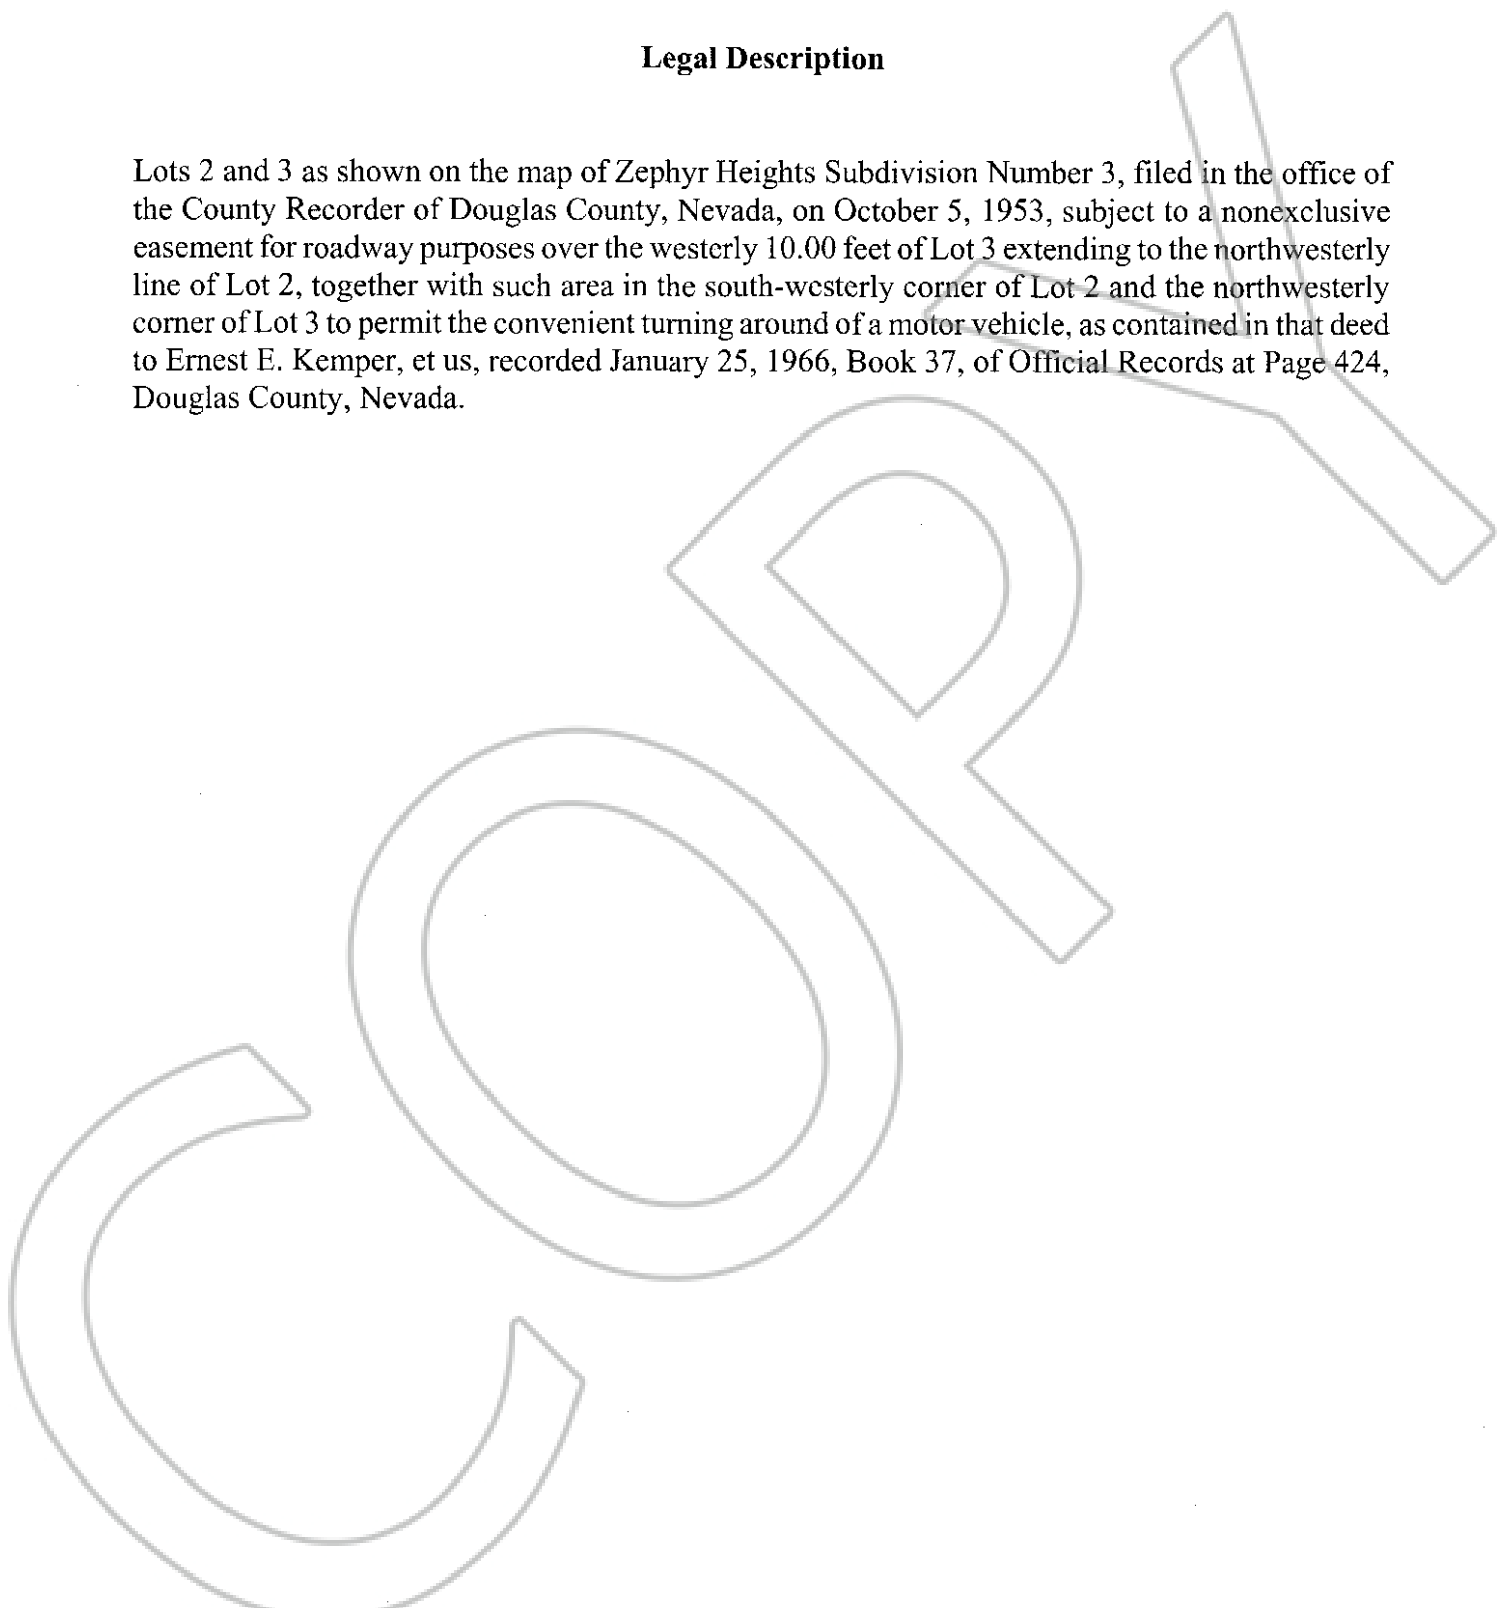 Legal Description
Lots 2 and 3 as shown on the map of Zephyr Heights Subdivision Number 3, filed in the office of
the County Recorder of Douglas County, Nevada, on October 5, 1953, subject to a nonexclusive
easement for roadway purposes over the westerly 10.00 feet of Lot 3 extending to the northwesterly
line of Lot 2, together with such area in the south-westerly corner of Lot 2 and the northwesterly
corner of Lot 3 to permit the convenient turning around of a motor vehicle, as contained in that deed
to Ernest E. Kemper, et us, recorded January 25, 1966, Book 37, of Official Records at Page 424,
Douglas County, Nevada.
COPY